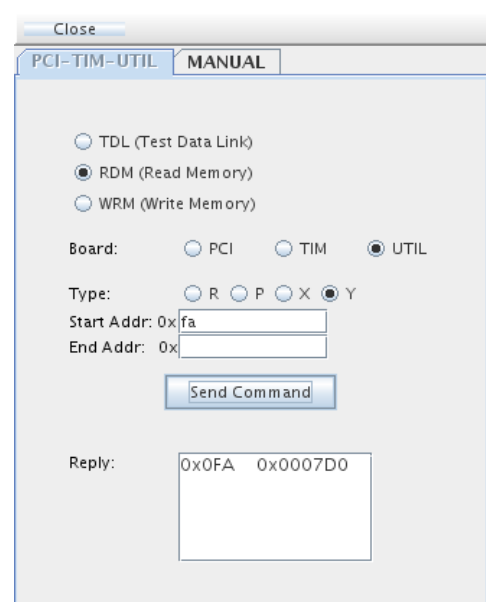 Close
PCI-TIM-UTIL MANUAL
TDL (Test Data Link)
RDM (Read Memory)
WRM (Write Memory)
Board: PCI TIM UTIL
Type: R P X Y
Start Addr: 0x fa
End Addr: 0x
Send Command
Reply: 0x0FA 0x0007D0